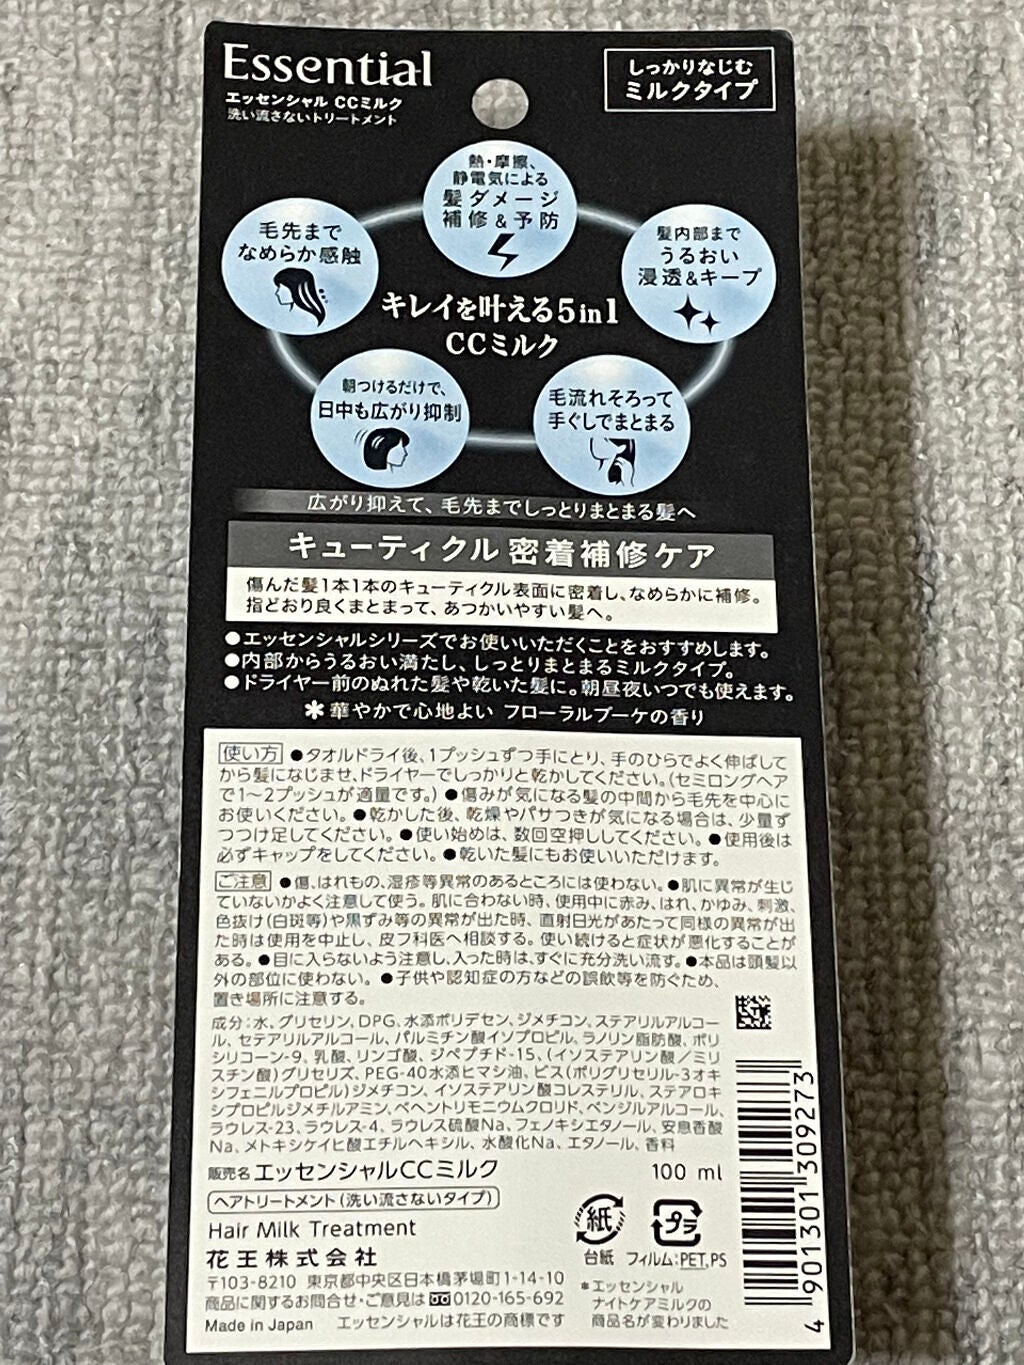 Essential
エッセンシャル CCミルク
洗い流さないトリートメント
しっかりなじむ
ミルクタイプ
熱・摩擦、
静電気による
髪ダメージ
補修&予防
毛先まで
なめらか感触
髪内部まで
うるおい
浸透&キープ
キレイを叶える5in1
CCミルク
朝つけるだけで、
日中も広がり抑制
毛流れそろって
手ぐしでまとまる
広がり抑えて、毛先までしっとりまとまる髪へ
キューティクル 密着補修ケア
傷んだ髪1本1本のキューティクル表面に密着し、なめらかに補修。
指どおり良くまとまって、あつかいやすい髪へ。
●エッセンシャルシリーズでお使いいただくことをおすすめします。
●内部からうるおい満たし、しっとりまとまるミルクタイプ。
●ドライヤー前のぬれた髪や乾いた髪に。朝昼夜いつでも使えます。
＊華やかで心地よい フローラルブーケの香り
使い方 ●タオルドライ後、1プッシュずつ手にとり、手のひらでよく伸ばして
から髪になじませ、ドライヤーでしっかりと乾かしてください。(セミロングヘア
で1〜2プッシュが適量です。) ●傷みが気になる髪の中間から毛先を中心に
お使いください。●乾かした後、乾燥やパサつきが気になる場合は、少量ず
つつけ足してください。●使い始めは、数回空押ししてください。●使用後は
必ずキャップをしてください。●乾いた髪にもお使いいただけます。
ご注意 ●傷、はれもの、湿疹等異常のあるところには使わない。●肌に異常が生じ
ていないかよく注意して使う。肌に合わない時、使用中に赤み、はれ、かゆみ、刺激、
色抜け(白斑等)や黒ずみ等の異常が出た時、直射日光があたって同様の異常が出
た時は使用を中止し、皮フ科医へ相談する。使い続けると症状が悪化することが
ある。●目に入らないよう注意し、入った時は、すぐに充分洗い流す。●本品は頭髪以
外の部位に使わない。●子供や認知症の方などの誤飲等を防ぐため、
置き場所に注意する。
成分：水、グリセリン、DPG、水添ポリデセン、ジメチコン、ステアリルアルコー
ル、セテアリルアルコール、パルミチン酸イソプロピル、ラノリン脂肪酸、ポリ
シリコーン-9、乳酸、リンゴ酸、ジペプチド-15、(イソステアリン酸／ミリ
スチン酸)グリセリズ、PEG-40水添ヒマシ油、ビス(ポリグリセリル-3オキ
シフェニルプロピル)ジメチコン、イソステアリン酸コレステリル、ステアロキ
シプロピルジメチルアミン、ベヘントリモニウムクロリド、ベンジルアルコール、
ラウレス-23、ラウレス-4、ラウレス硫酸Na、フェノキシエタノール、安息香酸
Na、メトキシケイヒ酸エチルヘキシル、水酸化Na、エタノール、香料
販売名 エッセンシャルCCミルク
100 ml
ヘアトリートメント(洗い流さないタイプ)
Hair Milk Treatment
花王株式会社
〒103-8210 東京都中央区日本橋茅場町1-14-10
商品に関するお問合せ・ご意見は 0120-165-692
Made in Japan エッセンシャルは花王の商標です
紙
台紙
プラ
フィルム：PET,PS
＊エッセンシャル
ナイトケアミルクの
商品名が変わりました
4 901301 309273